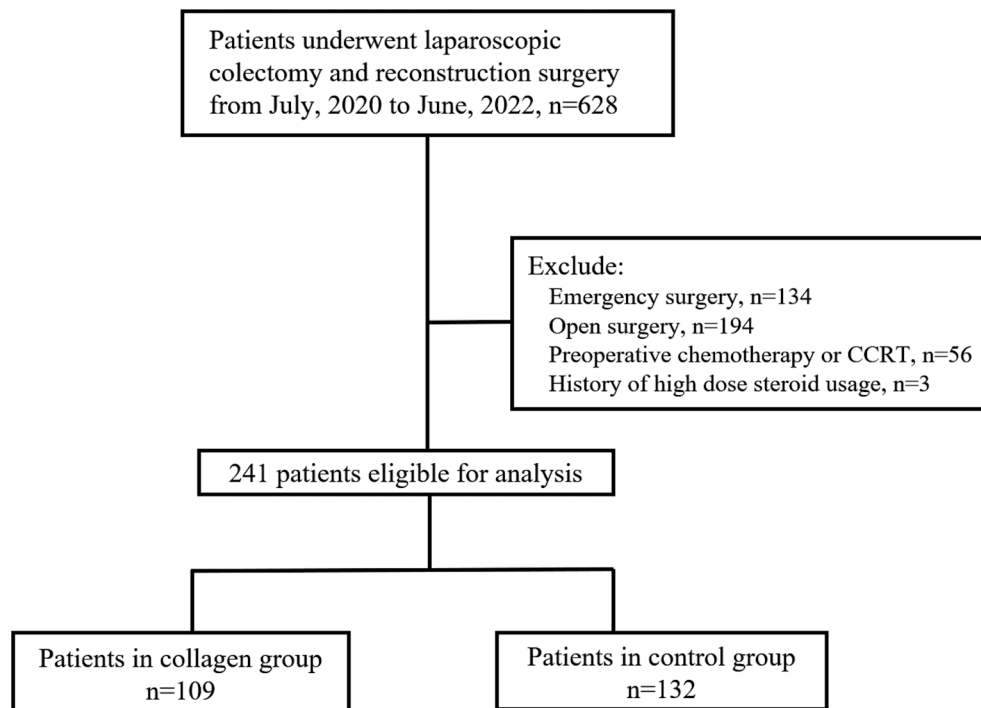 Patients underwent laparoscopic
colectomy and reconstruction surgery
from July, 2020 to June, 2022, n=628
Exclude:
Emergency surgery, n=134
Open surgery, n=194
Preoperative chemotherapy or CCRT, n=56
History of high dose steroid usage, n=3
241 patients eligible for analysis
Patients in collagen group
n=109
Patients in control group
n=132